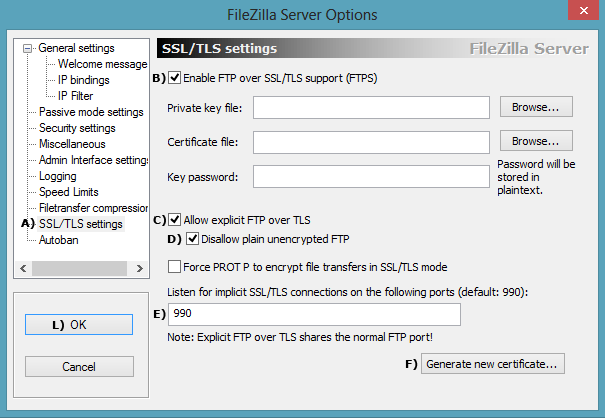 FileZilla Server Options
General settings
Welcome message
IP bindings
IP Filter
Passive mode settings
Security settings
Miscellaneous
Admin Interface settings
Logging
Speed Limits
Filetransfer compression
A) SSL/TLS settings
Autoban
L) OK
Cancel
SSL/TLS settings
FileZilla Server
B) Enable FTP over SSL/TLS support (FTPS)
Private key file:
Browse...
Certificate file:
Browse...
Key password:
Password will be
stored in
plaintext.
C) Allow explicit FTP over TLS
D) Disallow plain unencrypted FTP
Force PROT P to encrypt file transfers in SSL/TLS mode
Listen for implicit SSL/TLS connections on the following ports (default: 990):
E) 990
Note: Explicit FTP over TLS shares the normal FTP port!
F) Generate new certificate...